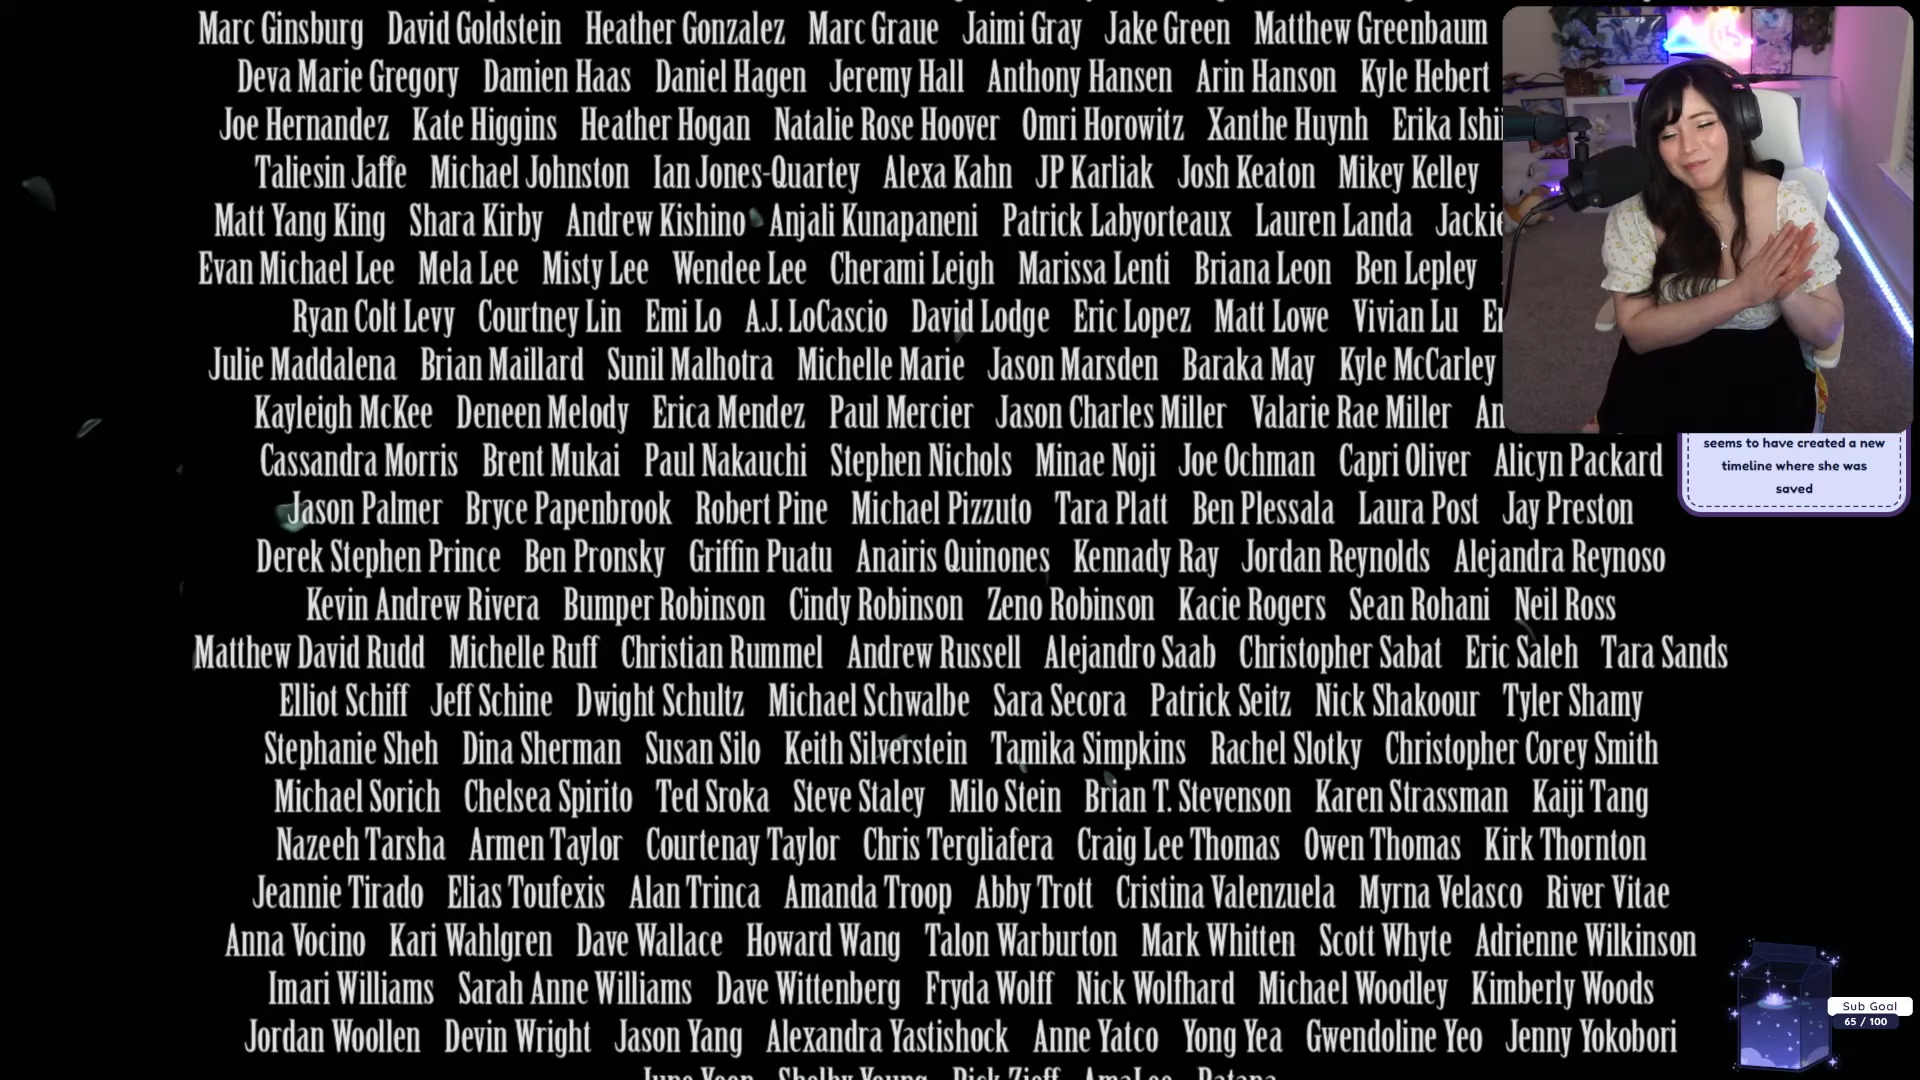 Marc Ginsburg David Goldstein Heather Gonzalez Marc Graue Jaimi Gray Jake Green Matthew Greenbaum
Deva Marie Gregory Damien Haas Daniel Hagen Jeremy Hall Anthony Hansen Arin Hanson Kyle Hebert
Joe Hernandez Kate Higgins Heather Hogan Natalie Rose Hoover Omri Horowitz Xanthe Huynh Erika Ishii
Taliesin Jaffe Michael Johnston Ian Jones-Quartey Alexa Kahn JP Karliak Josh Keaton Mikey Kelley
Matt Yang King Shara Kirby Andrew Kishino Anjali Kunapaneni Patrick Labyorteaux Lauren Landa Jackie
Evan Michael Lee Mela Lee Misty Lee Wendee Lee Cherami Leigh Marissa Lenti Briana Leon Ben Lepley
Ryan Colt Levy Courtney Lin Emi Lo A.J. LoCascio David Lodge Eric Lopez Matt Lowe Vivian Lu
Julie Maddalena Brian Maillard Sunil Malhotra Michelle Marie Jason Marsden Baraka May Kyle McCarley
Kayleigh McKee Deneen Melody Erica Mendez Paul Mercier Jason Charles Miller Valarie Rae Miller
Cassandra Morris Brent Mukai Paul Nakauchi Stephen Nichols Minae Noji Joe Ochman Capri Oliver Alicyn Packard
Jason Palmer Bryce Papenbrook Robert Pine Michael Pizzuto Tara Platt Ben Plessala Laura Post Jay Preston
Derek Stephen Prince Ben Pronsky Griffin Puatu Anairis Quinones Kennady Ray Jordan Reynolds Alejandra Reynoso
Kevin Andrew Rivera Bumper Robinson Cindy Robinson Zeno Robinson Kacie Rogers Sean Rohani Neil Ross
Matthew David Rudd Michelle Ruff Christian Rummel Andrew Russell Alejandro Saab Christopher Sabat Eric Saleh Tara Sands
Elliot Schiff Jeff Schine Dwight Schultz Michael Schwalbe Sara Secora Patrick Seitz Nick Shakoour Tyler Shamy
Stephanie Sheh Dina Sherman Susan Silo Keith Silverstein Tamika Simpkins Rachel Slotky Christopher Corey Smith
Michael Sorich Chelsea Spirito Ted Sroka Steve Staley Milo Stein Brian T. Stevenson Karen Strassman Kaiji Tang
Nazeeh Tarsha Armen Taylor Courtenay Taylor Chris Tergliafera Craig Lee Thomas Owen Thomas Kirk Thornton
Jeannie Tirado Elias Toufexis Alan Trinca Amanda Troop Abby Trott Cristina Valenzuela Myrna Velasco River Vitae
Anna Vocino Kari Wahlgren Dave Wallace Howard Wang Talon Warburton Mark Whitten Scott Whyte Adrienne Wilkinson
Imari Williams Sarah Anne Williams Dave Wittenberg Fryda Wolff Nick Wolfhard Michael Woodley Kimberly Woods
Jordan Woollen Devin Wright Jason Yang Alexandra Yastishock Anne Yatco Yong Yea Gwendoline Yeo Jenny Yokobori
seems to have created a new
timeline where she was
saved
Sub Goal
65 / 100